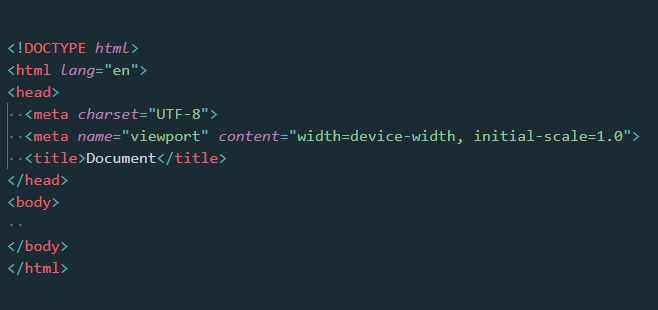 <!DOCTYPE html>
<html lang="en">
<head>
  <meta charset="UTF-8">
  <meta name="viewport" content="width=device-width, initial-scale=1.0">
  <title>Document</title>
</head>
<body>
  
</body>
</html>